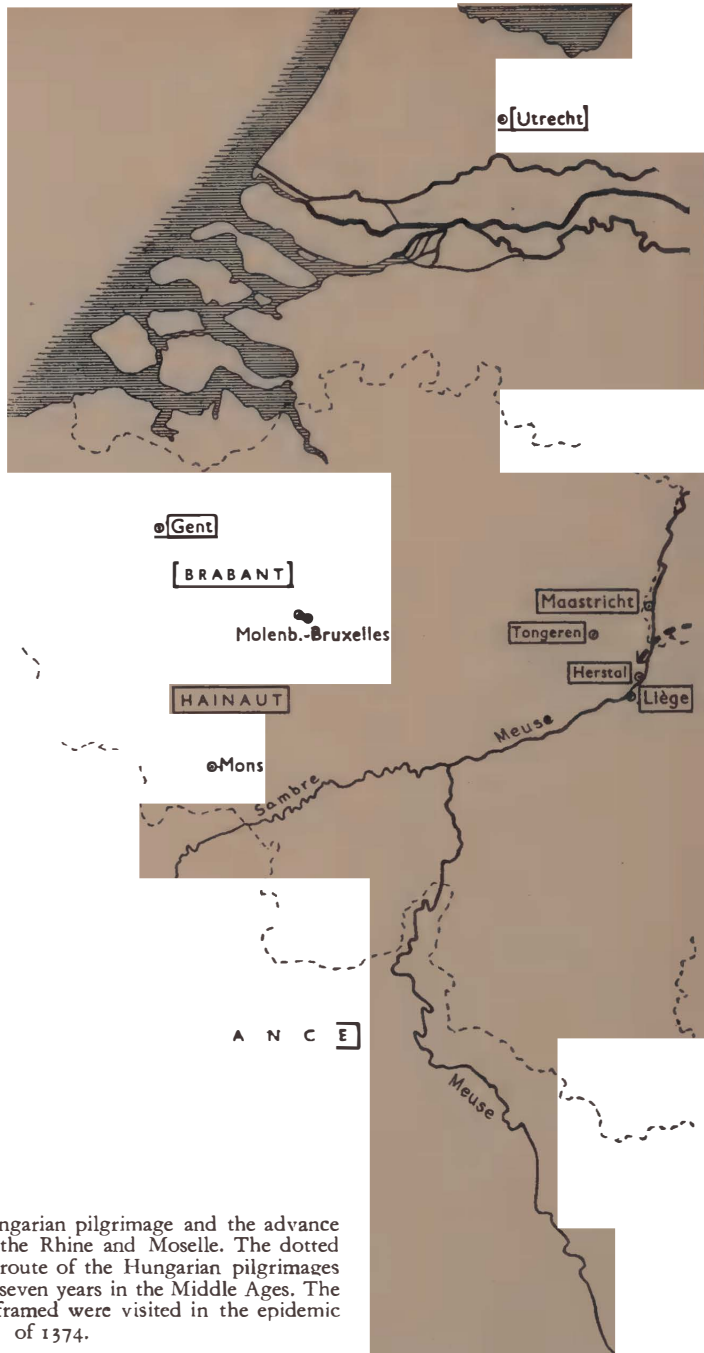 [Utrecht]
Gent
[BRABANT]
Molenb.-Bruxelles
Maastricht
Tongeren
Herstal
Liège
HAINAUT
Meuse
Mons
Sambre
A N C E
Meuse
ngarian pilgrimage and the advance
the Rhine and Moselle. The dotted
route of the Hungarian pilgrimages
seven years in the Middle Ages. The
framed were visited in the epidemic
of 1374.